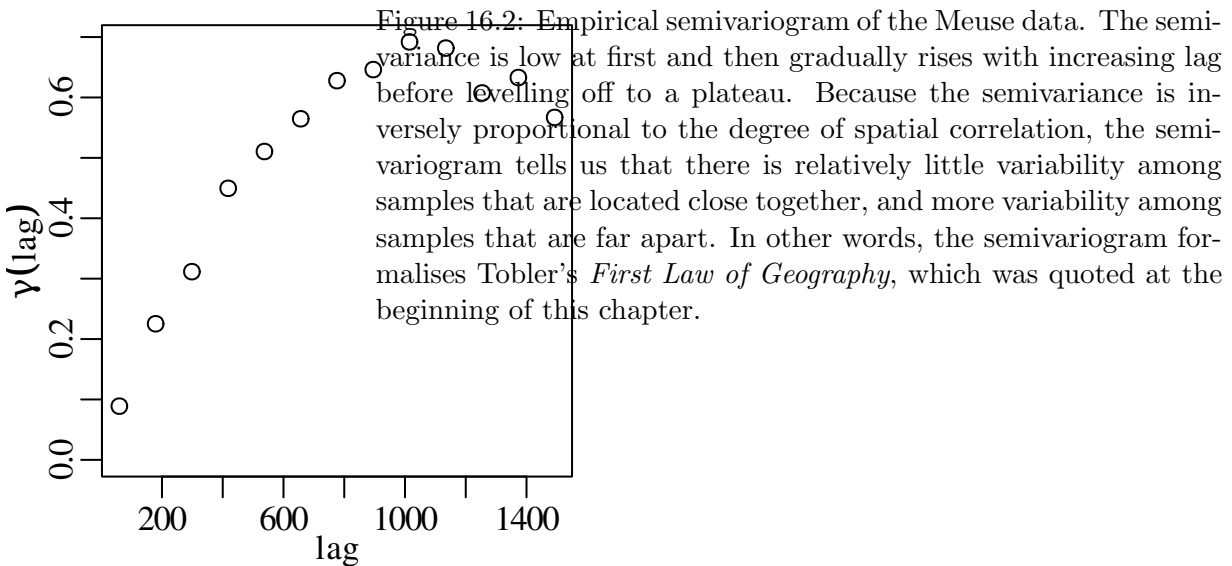 Figure 16.2: Empirical semivariogram of the Meuse data. The semi-
variance is low at first and then gradually rises with increasing lag
before levelling off to a plateau. Because the semivariance is in-
versely proportional to the degree of spatial correlation, the semi-
variogram tells us that there is relatively little variability among
samples that are located close together, and more variability among
samples that are far apart. In other words, the semivariogram for-
malises Tobler's First Law of Geography, which was quoted at the
beginning of this chapter.
γ(lag)
0.6
0.4
0.2
0.0
200 600 1000 1400
lag